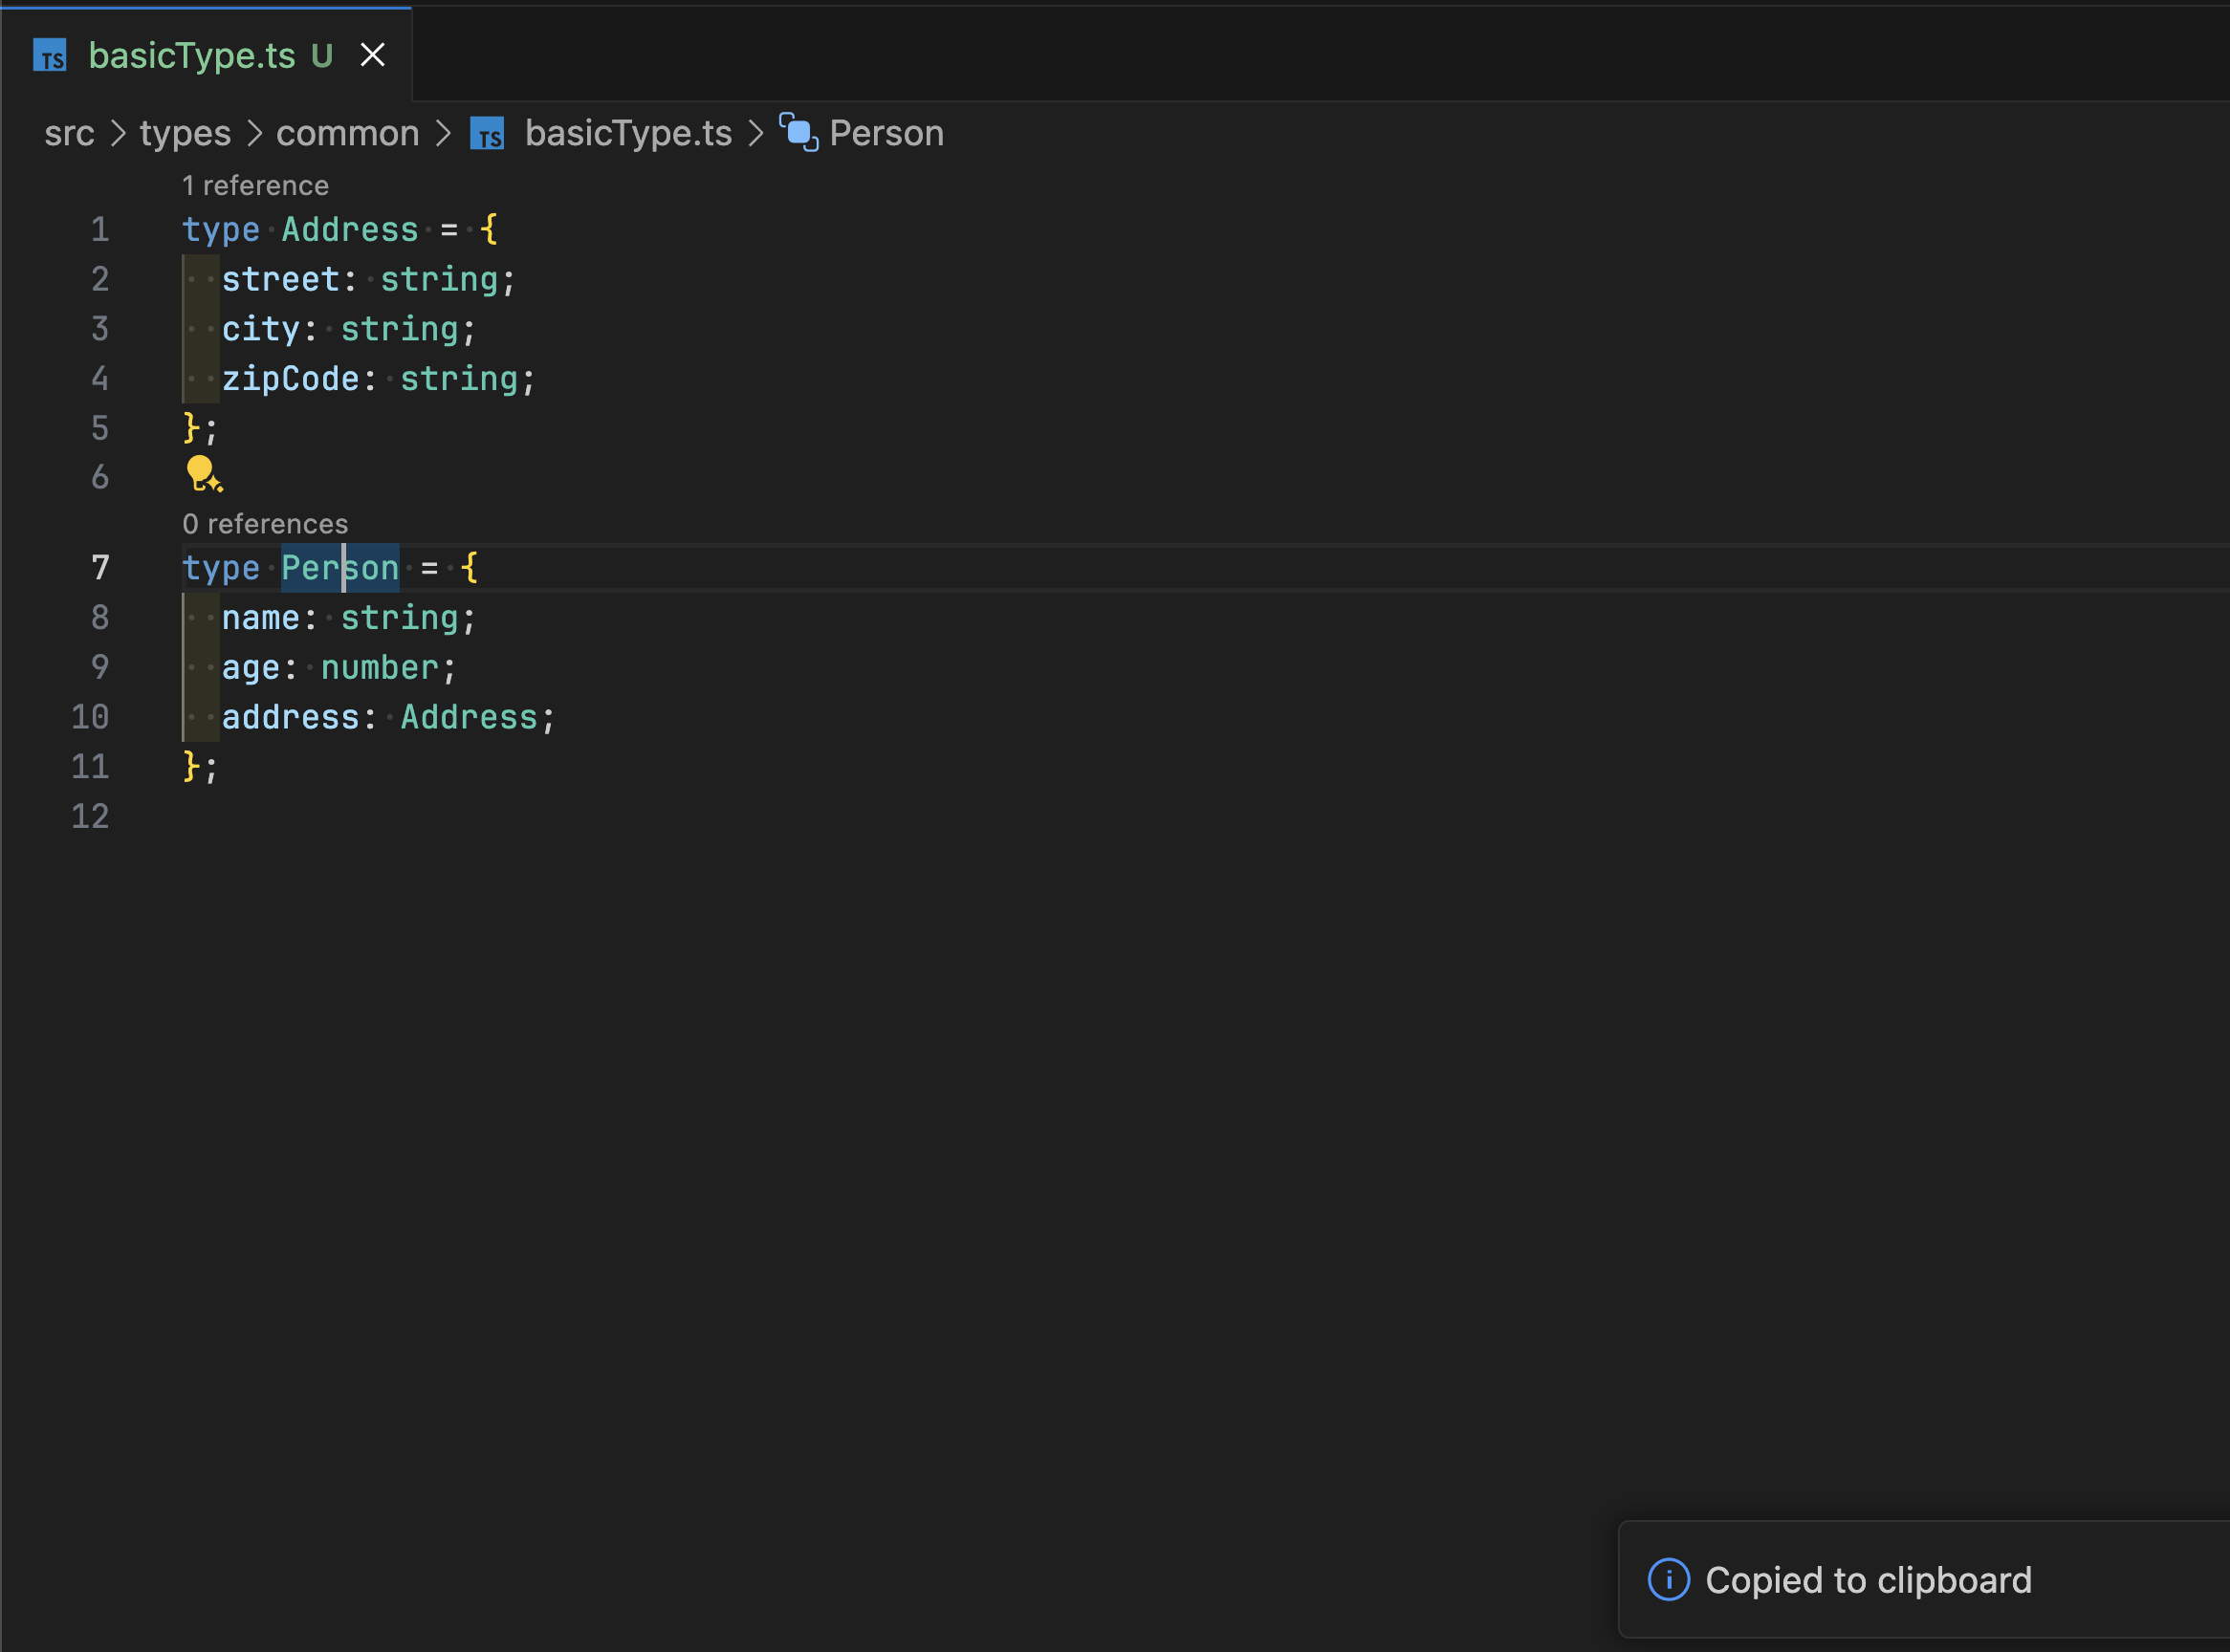 TS basicType.ts U
src > types > common > TS basicType.ts > Person
1 reference
1 type Address = {
2   street: string;
3   city: string;
4   zipCode: string;
5 };
6
0 references
7 type Person = {
8   name: string;
9   age: number;
10   address: Address;
11 };
12
Copied to clipboard